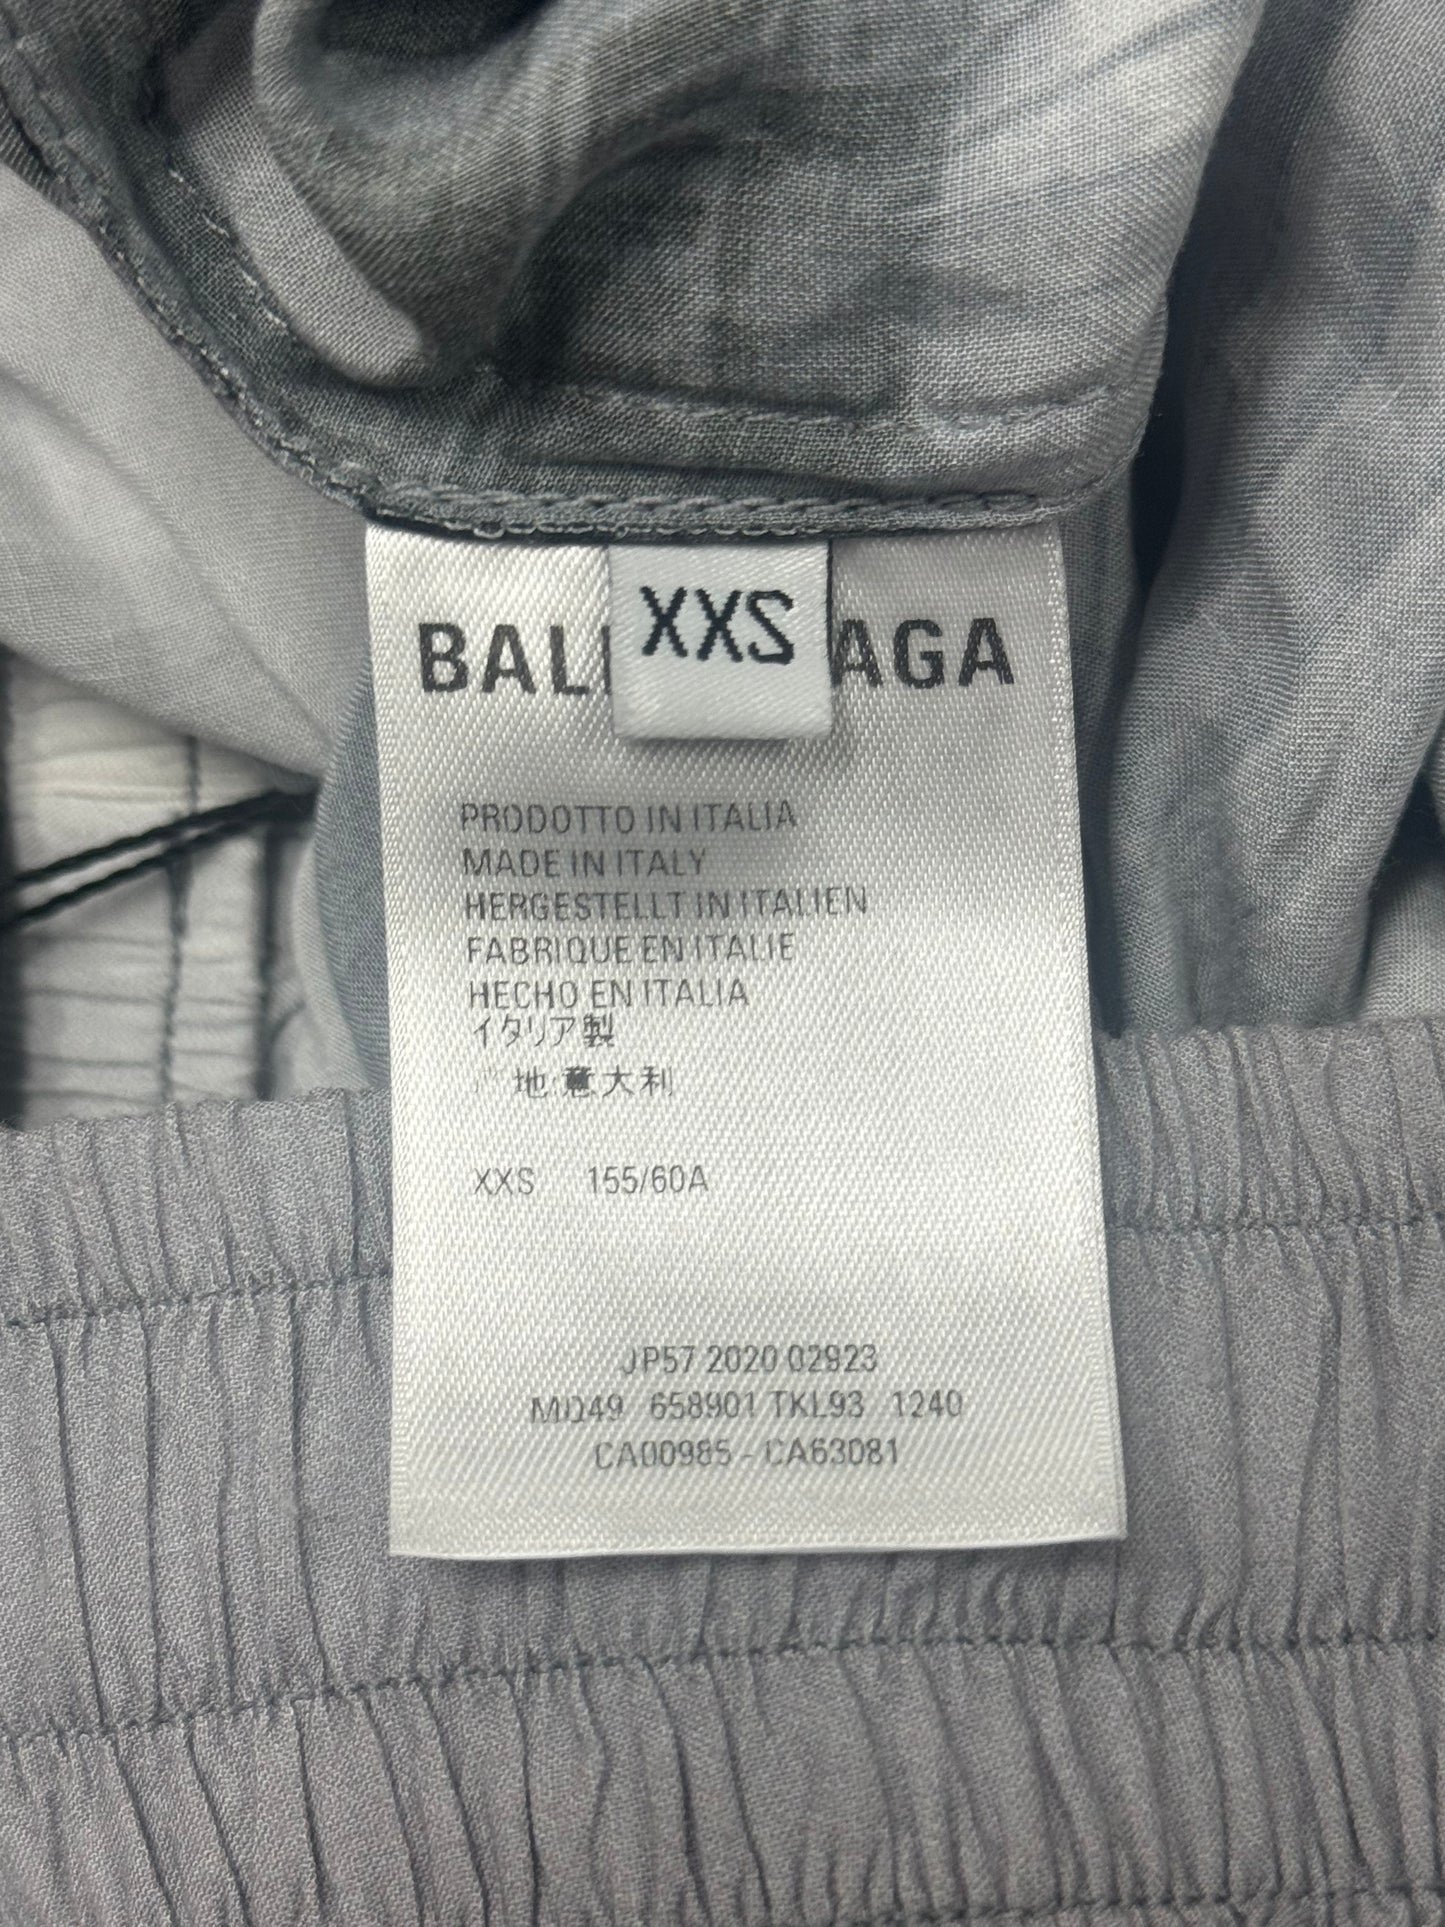 XXS
BAL AGA
PRODOTTO IN ITALIA
MADE IN ITALY
HERGESTELLT IN ITALIEN
FABRIQUE EN ITALIE
HECHO EN ITALIA
イタリア製
地:意大利
XXS 155/60A
JP57 2020 02923
MQ49 658901 TKL93 1240
CA00985 - CA63081